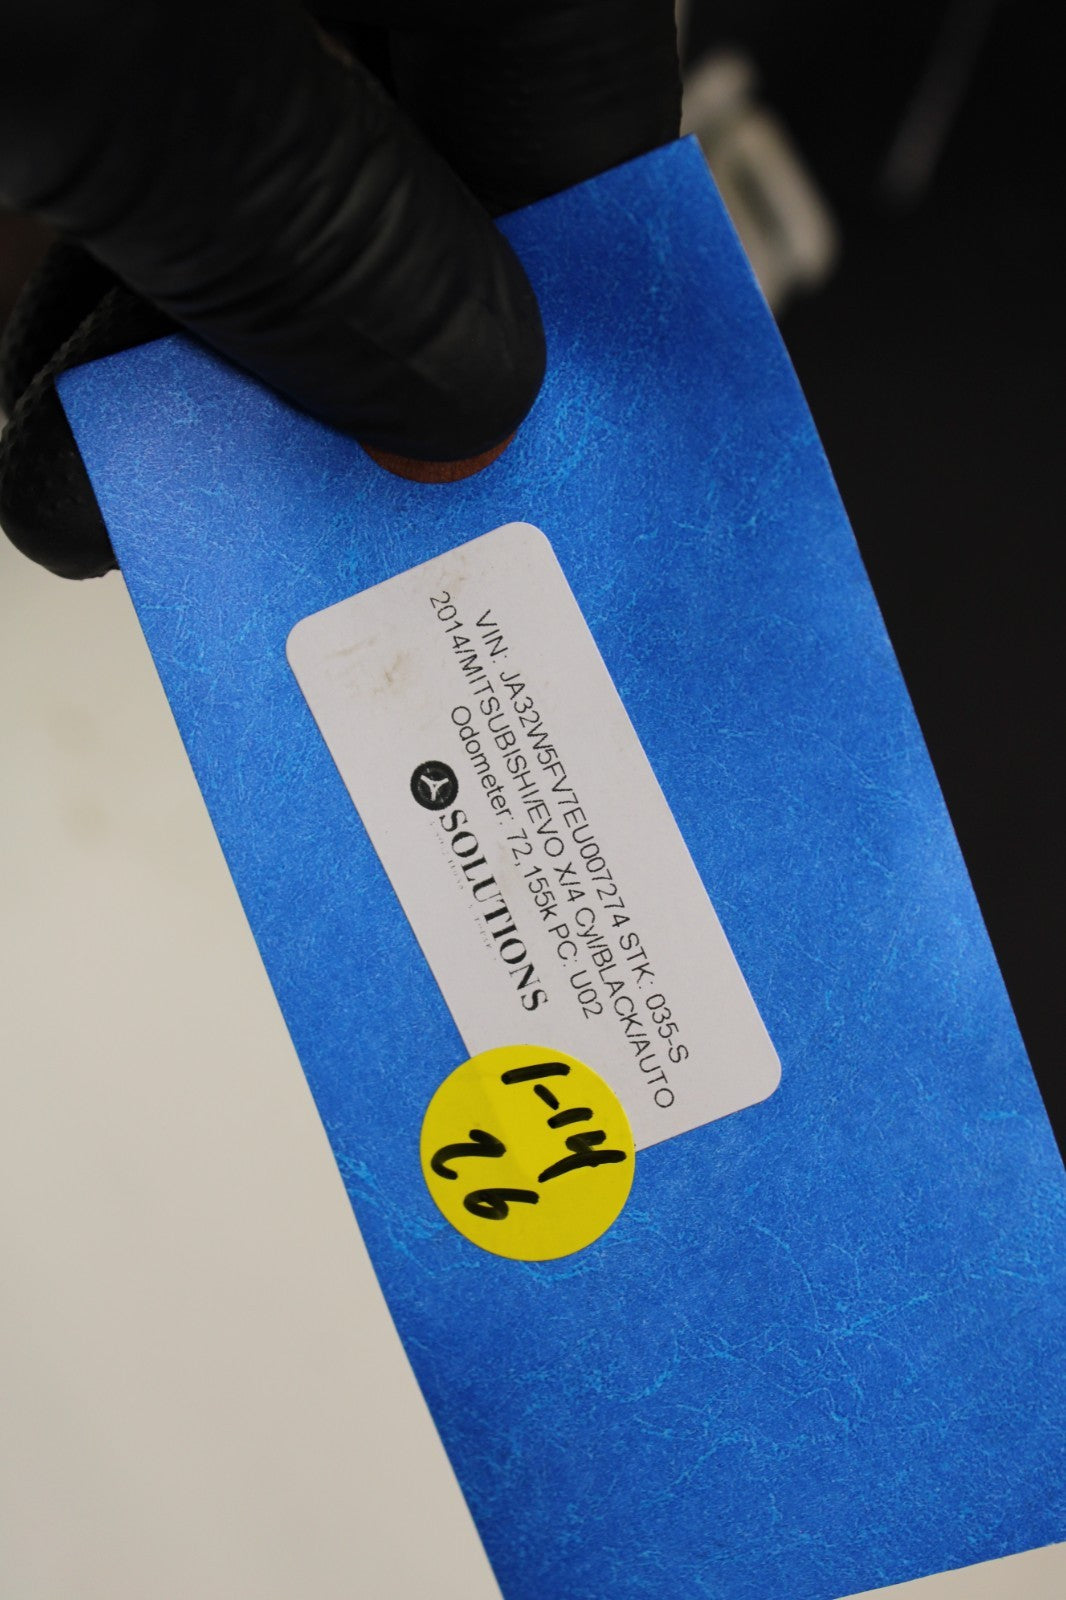 VIN: JA32W5FV7EU007274 STK: 035-S
2014/MITSUBISHI/EVO X/4 Cyl/BLACK/AUTO
Odometer: 72,155k PC: U02
SOLUTIONS
1-14
26